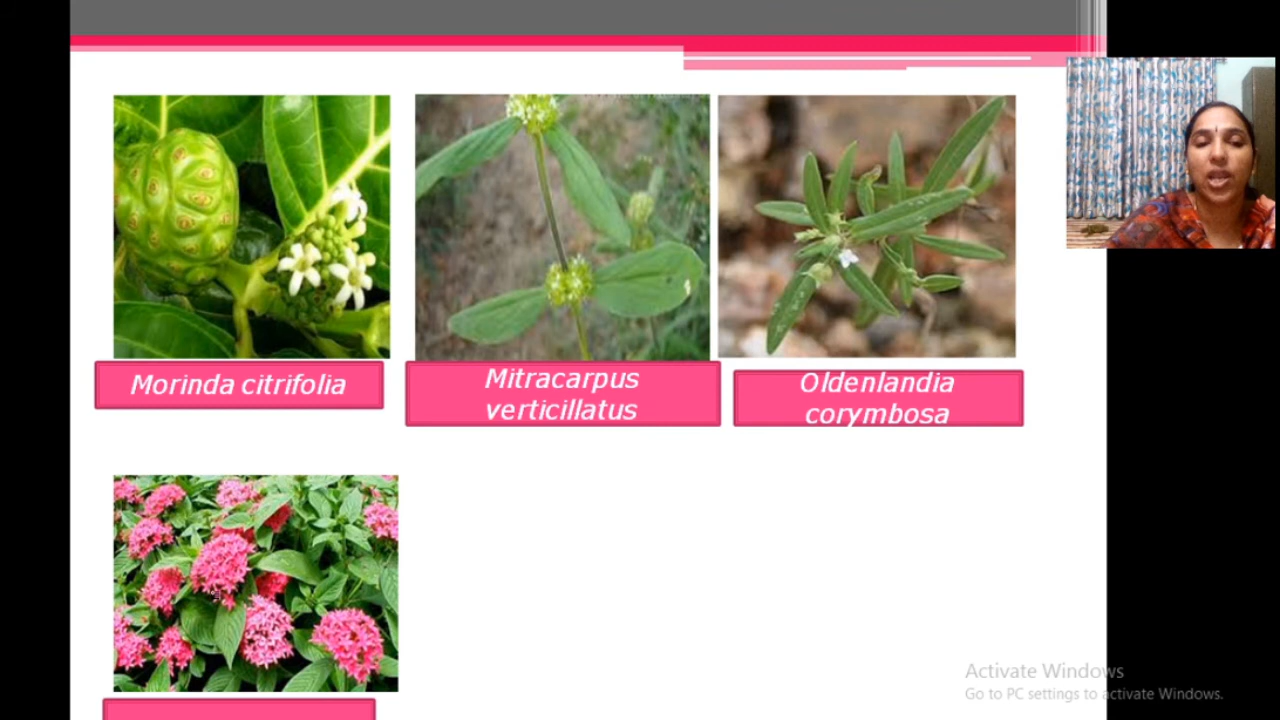 Morinda citrifolia
Mitracarpus
verticillatus
Oldenlandia
corymbosa
Activate Windows
Go to PC settings to activate Windows.